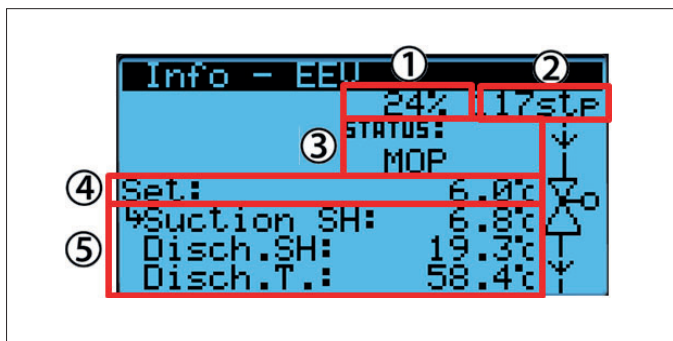 Info - EEV ① ②
24% 117stp
③ STATUS:
MOP
④ Set: 6.0℃
⑤ ↳Suction SH: 6.8℃
Disch.SH: 19.3℃
Disch.T.: 58.4℃